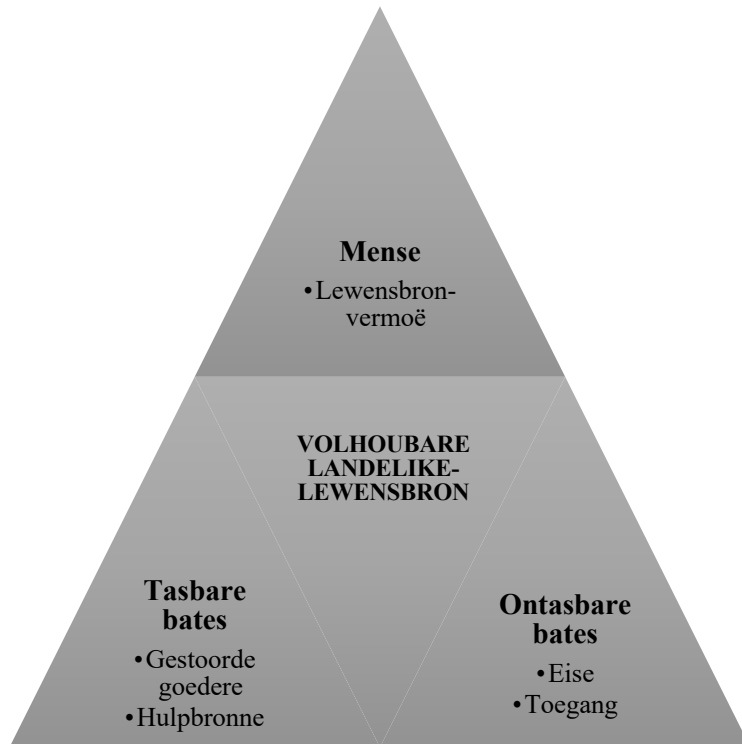 Mense
• Lewensbron-
vermoë
VOLHOUBARE
LANDELIKE-
LEWENSBRON
Tasbare
bates
• Gestoorde
goedere
• Hulpbronne
Ontasbare
bates
• Eise
• Toegang